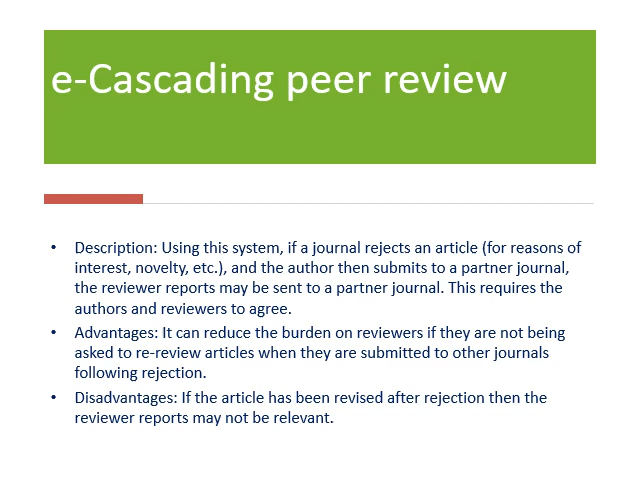 e-Cascading peer review
• Description: Using this system, if a journal rejects an article (for reasons of
interest, novelty, etc.), and the author then submits to a partner journal,
the reviewer reports may be sent to a partner journal. This requires the
authors and reviewers to agree.
• Advantages: It can reduce the burden on reviewers if they are not being
asked to re-review articles when they are submitted to other journals
following rejection.
• Disadvantages: If the article has been revised after rejection then the
reviewer reports may not be relevant.